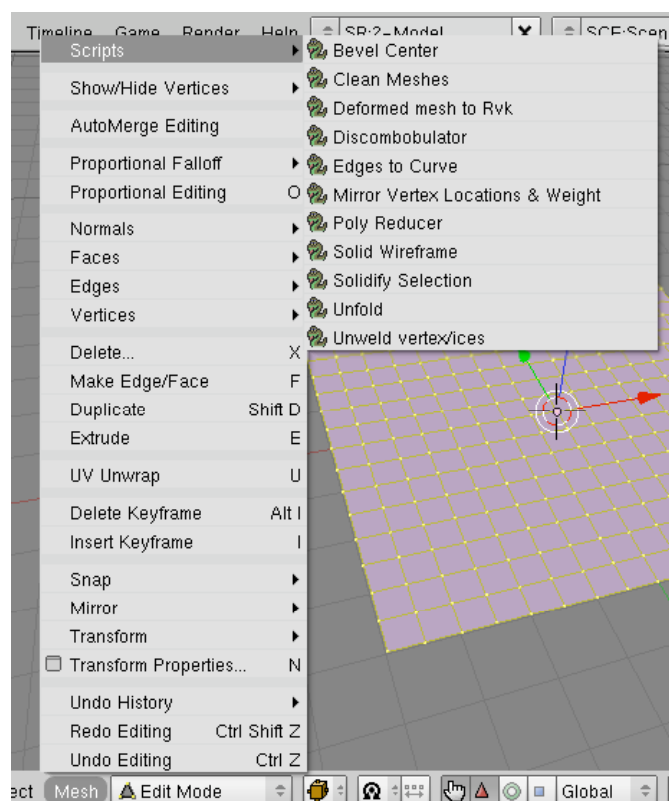 Timeline Game Render Help SR:2-Model SCE:Scen
Scripts
Show/Hide Vertices
AutoMerge Editing
Proportional Falloff
Proportional Editing O
Normals
Faces
Edges
Vertices
Delete... X
Make Edge/Face F
Duplicate Shift D
Extrude E
UV Unwrap U
Delete Keyframe Alt I
Insert Keyframe I
Snap
Mirror
Transform
Transform Properties... N
Undo History
Redo Editing Ctrl Shift Z
Undo Editing Ctrl Z
Bevel Center
Clean Meshes
Deformed mesh to Rvk
Discombobulator
Edges to Curve
Mirror Vertex Locations & Weight
Poly Reducer
Solid Wireframe
Solidify Selection
Unfold
Unweld vertex/ices
ect Mesh Edit Mode Global